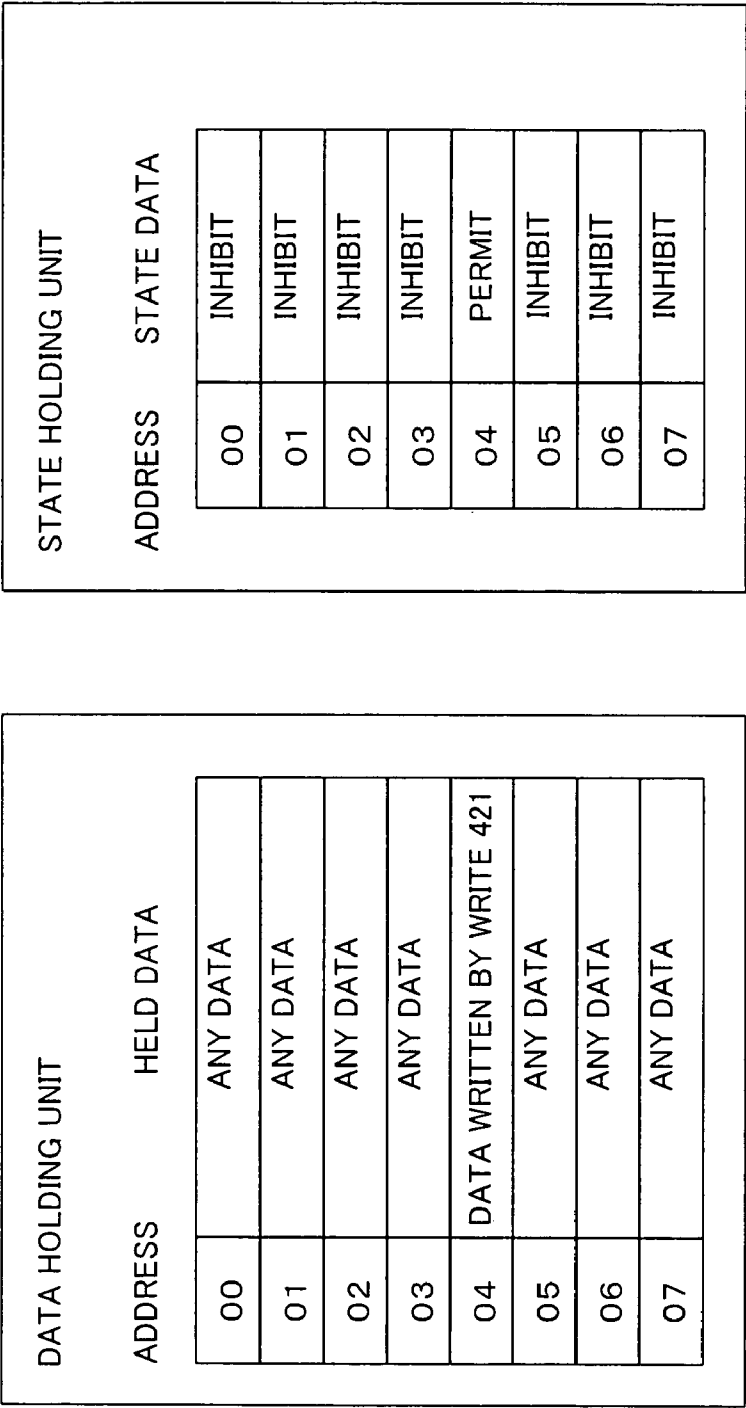 DATA HOLDING UNIT
ADDRESS HELD DATA
00 ANY DATA
01 ANY DATA
02 ANY DATA
03 ANY DATA
04 DATA WRITTEN BY WRITE 421
05 ANY DATA
06 ANY DATA
07 ANY DATA
STATE HOLDING UNIT
ADDRESS STATE DATA
00 INHIBIT
01 INHIBIT
02 INHIBIT
03 INHIBIT
04 PERMIT
05 INHIBIT
06 INHIBIT
07 INHIBIT